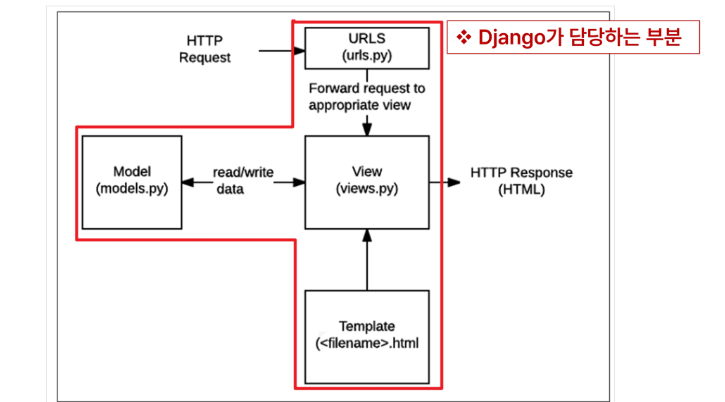 ❖ Django가 담당하는 부분
HTTP
Request
URLS
(urls.py)
Forward request to
appropriate view
Model
(models.py)
read/write
data
View
(views.py)
HTTP Response
(HTML)
Template
(<filename>.html